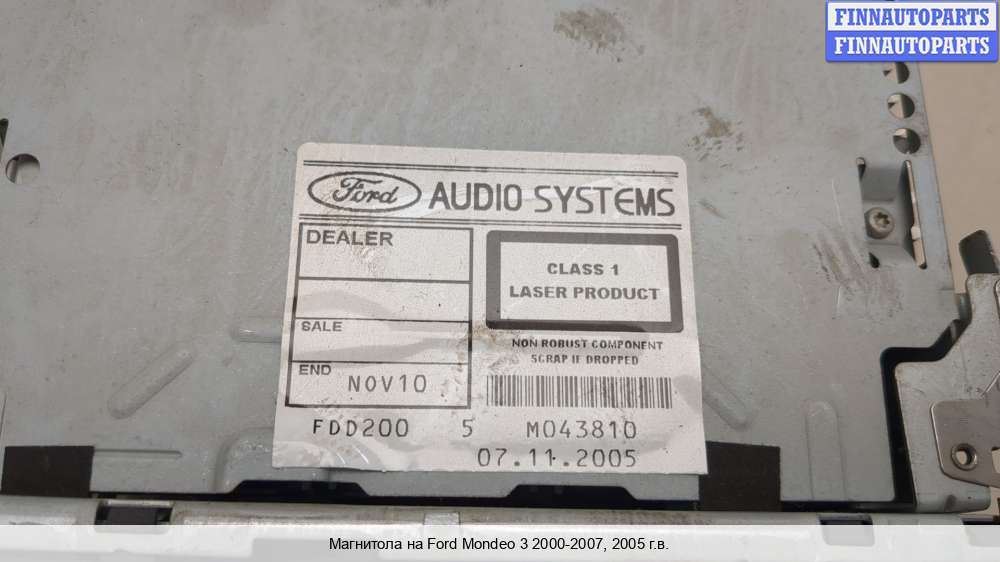 FINNAUTOPARTS
FINNAUTOPARTS
Ford AUDIO SYSTEMS
DEALER
CLASS 1
LASER PRODUCT
SALE
NON ROBUST COMPONENT
SCRAP IF DROPPED
END NOV10
FDD200 5 M043810
07.11.2005
Магнитола на Ford Mondeo 3 2000-2007, 2005 г.в.